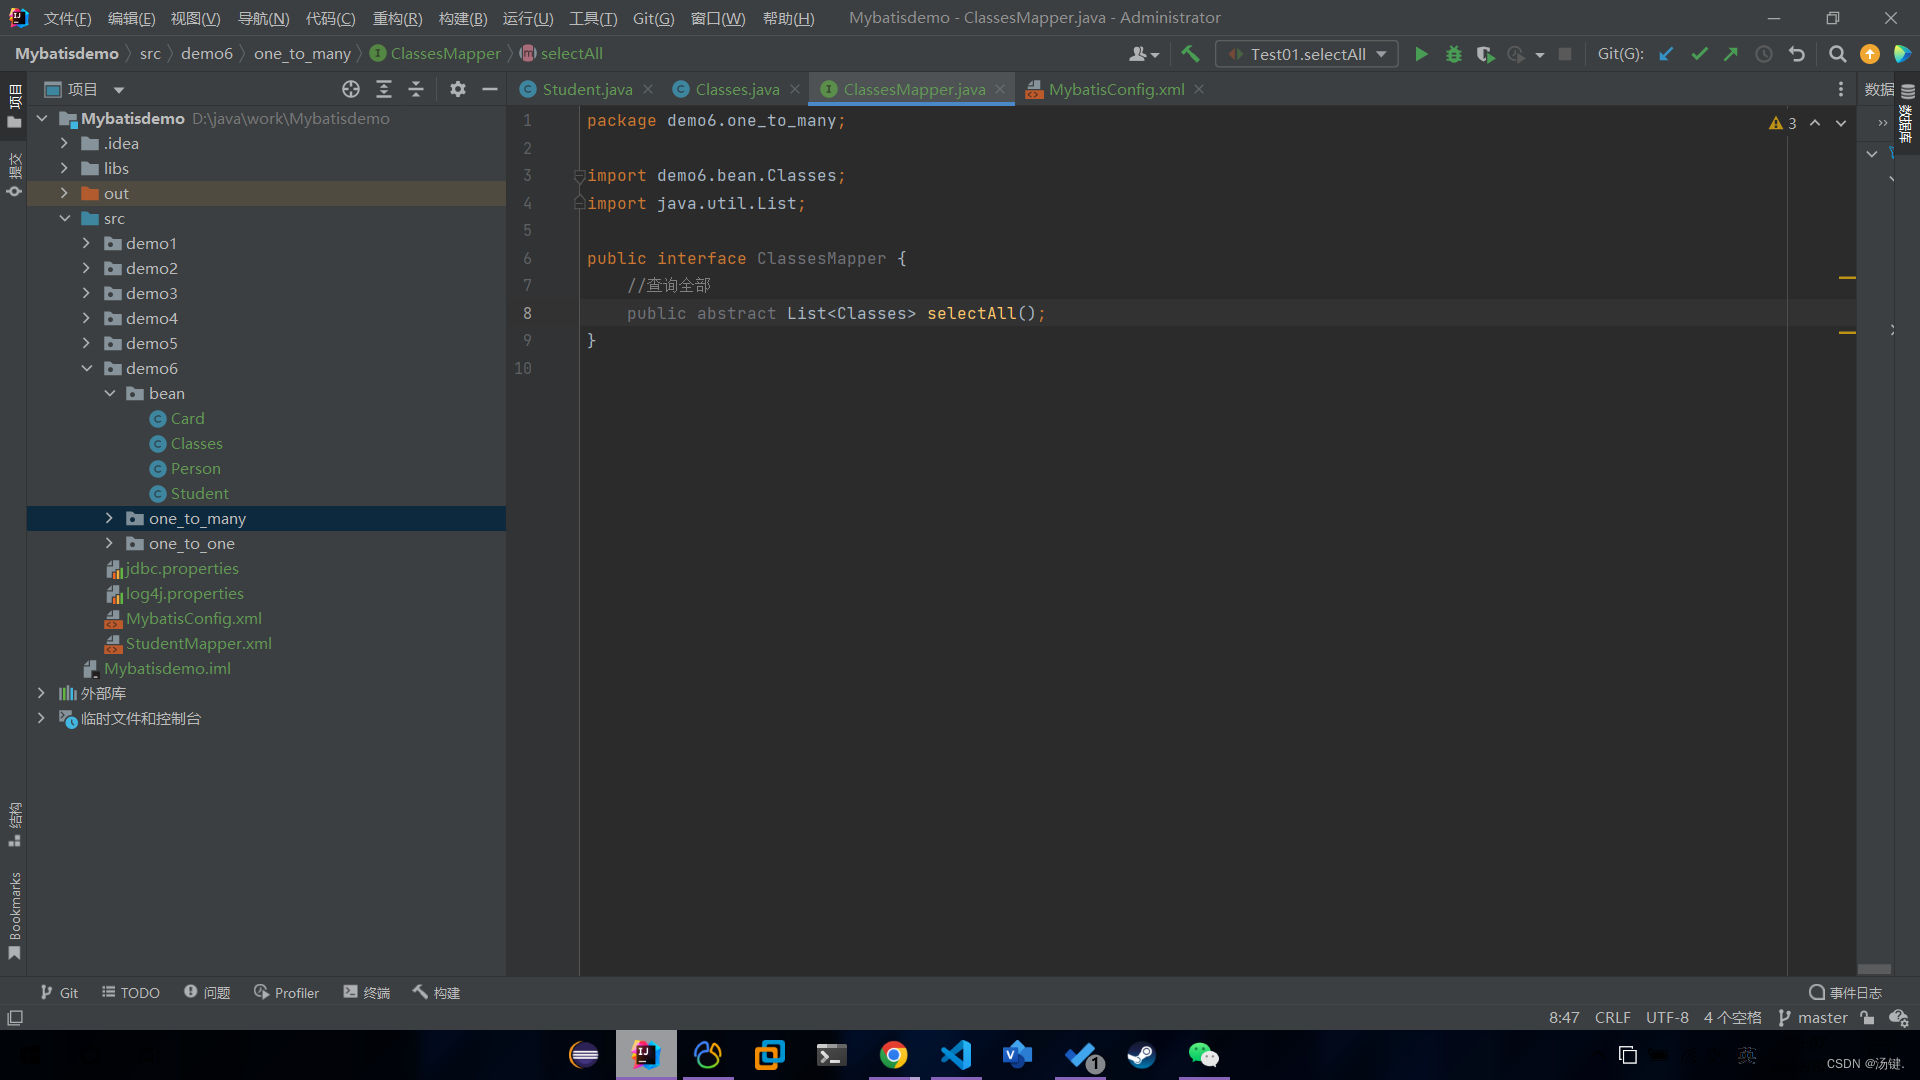 文件(F) 编辑(E) 视图(V) 导航(N) 代码(C) 重构(R) 构建(B) 运行(U) 工具(T) Git(G) 窗口(W) 帮助(H) Mybatisdemo - ClassesMapper.java - Administrator
Mybatisdemo src demo6 one_to_many ClassesMapper selectAll Test01.selectAll Git(G):
项目
Student.java Classes.java ClassesMapper.java MybatisConfig.xml
数据
项目
提交
结构
Bookmarks
Mybatisdemo D:\java\work\Mybatisdemo
.idea
libs
out
src
demo1
demo2
demo3
demo4
demo5
demo6
bean
Card
Classes
Person
Student
one_to_many
one_to_one
jdbc.properties
log4j.properties
MybatisConfig.xml
StudentMapper.xml
Mybatisdemo.iml
外部库
临时文件和控制台
1 package demo6.one_to_many;
2
3 import demo6.bean.Classes;
4 import java.util.List;
5
6 public interface ClassesMapper {
7 //查询全部
8 public abstract List<Classes> selectAll();
9 }
10
3
数据库
Git TODO 问题 Profiler 终端 构建 事件日志
8:47 CRLF UTF-8 4 个空格 master
1
英
CSDN @汤键.